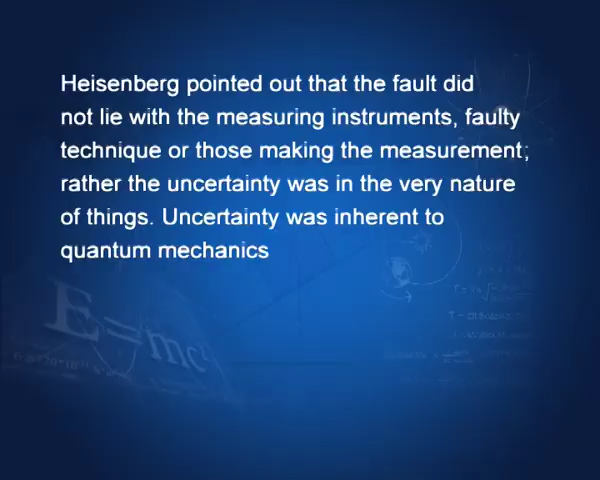 Heisenberg pointed out that the fault did
not lie with the measuring instruments, faulty
technique or those making the measurement;
rather the uncertainty was in the very nature
of things. Uncertainty was inherent to
quantum mechanics
E=mc²